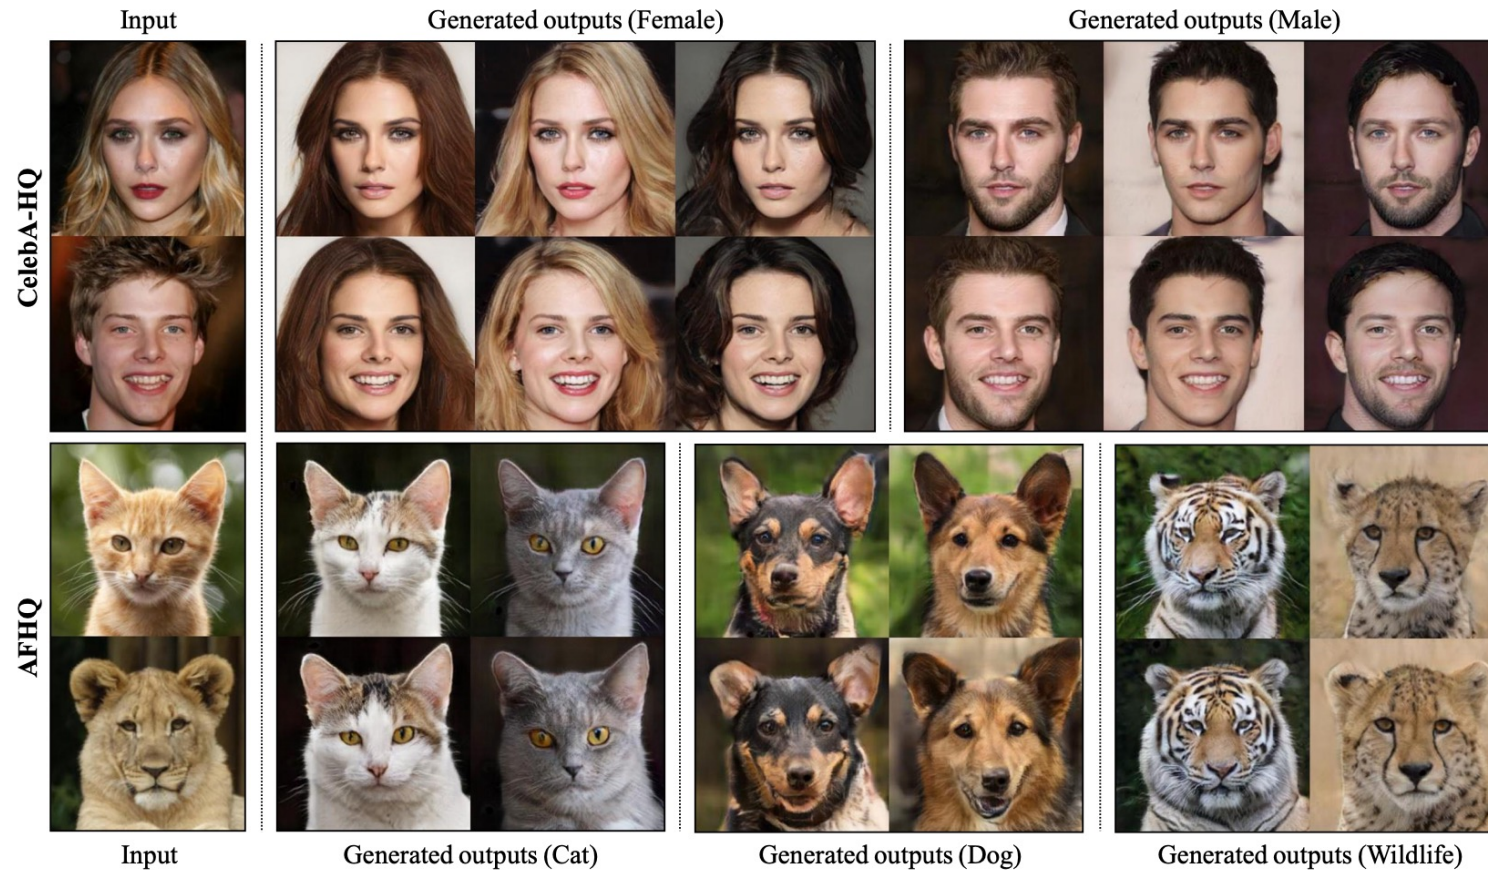 Input
Generated outputs (Female)
Generated outputs (Male)
CelebA-HQ
AFHQ
Input
Generated outputs (Cat)
Generated outputs (Dog)
Generated outputs (Wildlife)